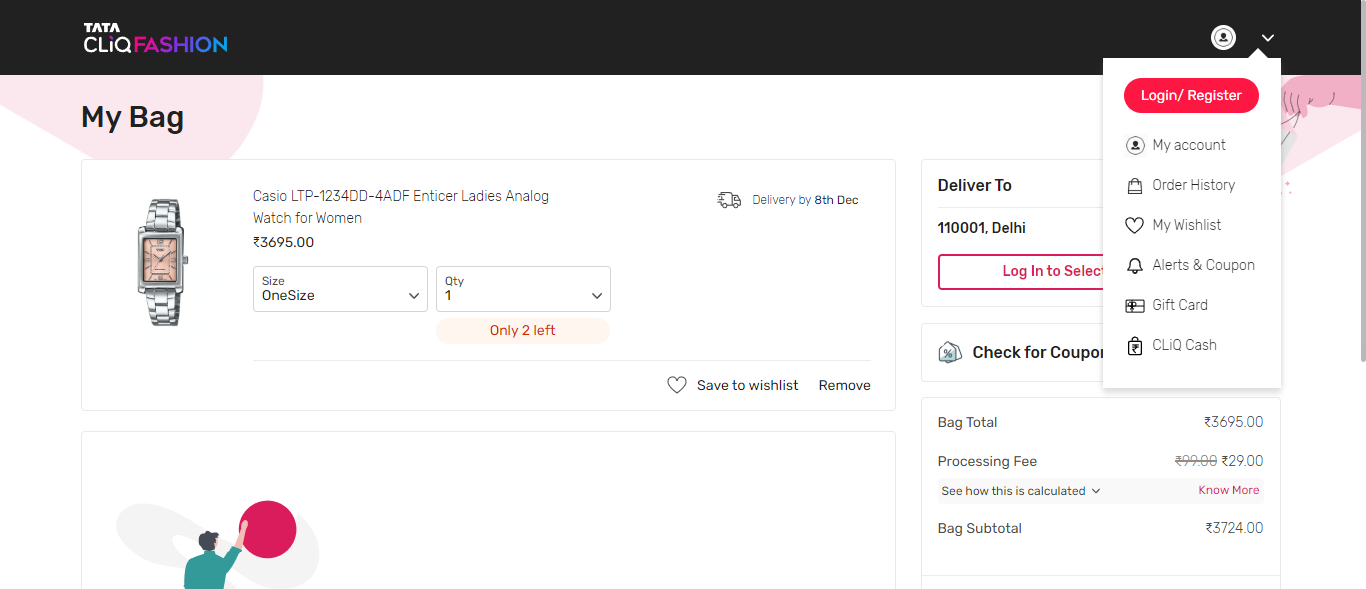 TATA
CLiQ FASHION
Login/ Register
My account
Order History
My Wishlist
Alerts & Coupon
Gift Card
CLiQ Cash
My Bag
Casio LTP-1234DD-4ADF Enticer Ladies Analog
Watch for Women
₹3695.00
Delivery by 8th Dec
Size
OneSize
Qty
1
Only 2 left
Save to wishlist
Remove
Deliver To
110001, Delhi
Log In to Select
Check for Coupon
Bag Total
₹3695.00
Processing Fee
₹99.00 ₹29.00
See how this is calculated
Know More
Bag Subtotal
₹3724.00